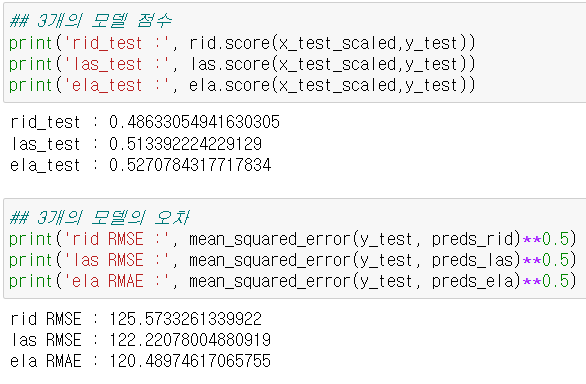 ## 3개의 모델 점수
print('rid_test :', rid.score(x_test_scaled,y_test))
print('las_test :', las.score(x_test_scaled,y_test))
print('ela_test :', ela.score(x_test_scaled,y_test))
rid_test : 0.48633054941630305
las_test : 0.513392224229129
ela_test : 0.5270784317717834
## 3개의 모델의 오차
print('rid RMSE :', mean_squared_error(y_test, preds_rid)**0.5)
print('las RMSE :', mean_squared_error(y_test, preds_las)**0.5)
print('ela RMAE :', mean_squared_error(y_test, preds_ela)**0.5)
rid RMSE : 125.5733261339922
las RMSE : 122.22078004880919
ela RMAE : 120.48974617065755